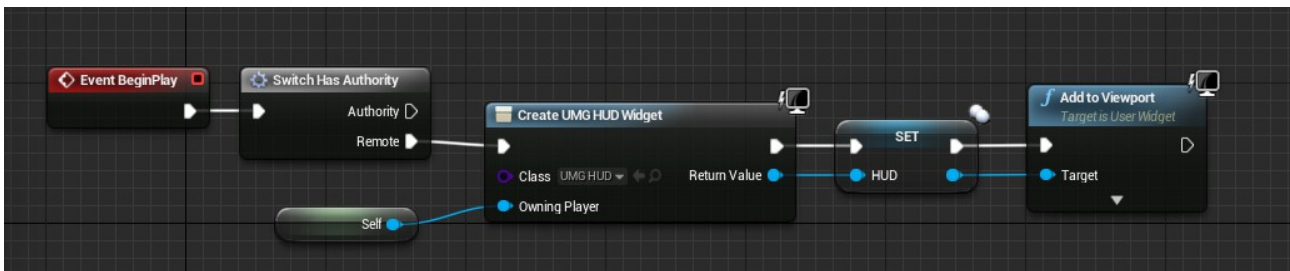 Event BeginPlay
Switch Has Authority
Authority
Remote
Create UMG HUD Widget
Class UMG HUD
Return Value
Owning Player
Self
SET
HUD
Add to Viewport
Target is User Widget
Target